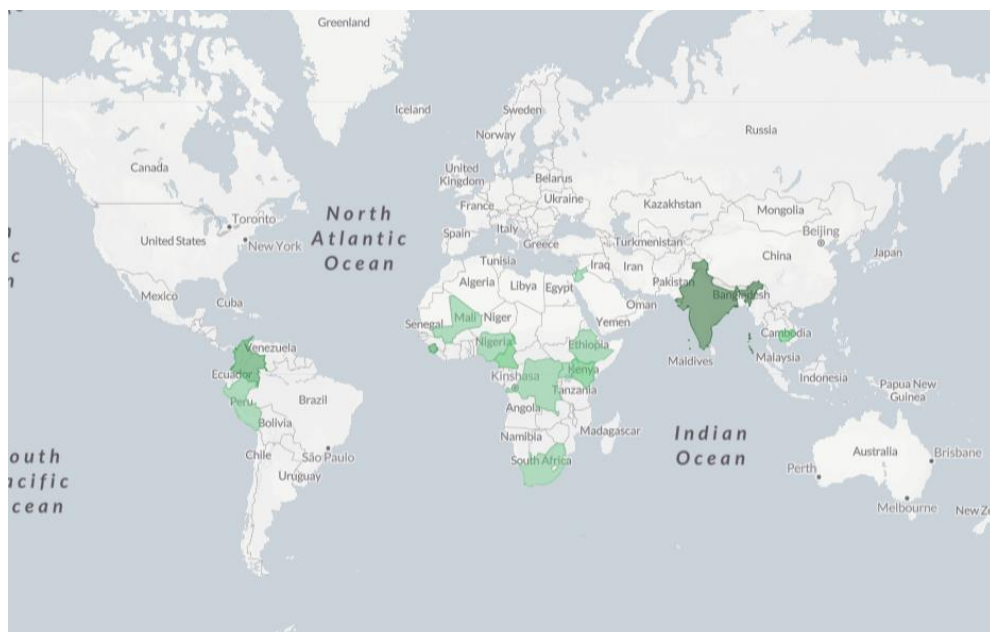 Greenland
Iceland
Sweden
Norway
Russia
Canada
United
Kingdom
Belarus
Ukraine
France
Kazakhstan
Mongolia
Toronto
New York
United States
North
Atlantic
Ocean
Spain
Italy
Greece
Turkmenistan
Beijing
China
Japan
Tunisia
Iraq
Iran
Algeria
Libya
Egypt
Pakistan
Bangladesh
Mexico
Cuba
Oman
Senegal
Mali
Niger
Yemen
Nigeria
Ethiopia
Cambodia
Venezuela
Maldives
Malaysia
Ecuador
Kinshasa
Kenya
Indonesia
Papua New
Guinea
Peru
Brazil
Tanzania
Angola
Bolivia
Namibia
Madagascar
Indian
Ocean
Chile
São Paulo
South Africa
Uruguay
Australia
Brisbane
Perth
Melbourne
New Ze
outh
acific
cean
c
n